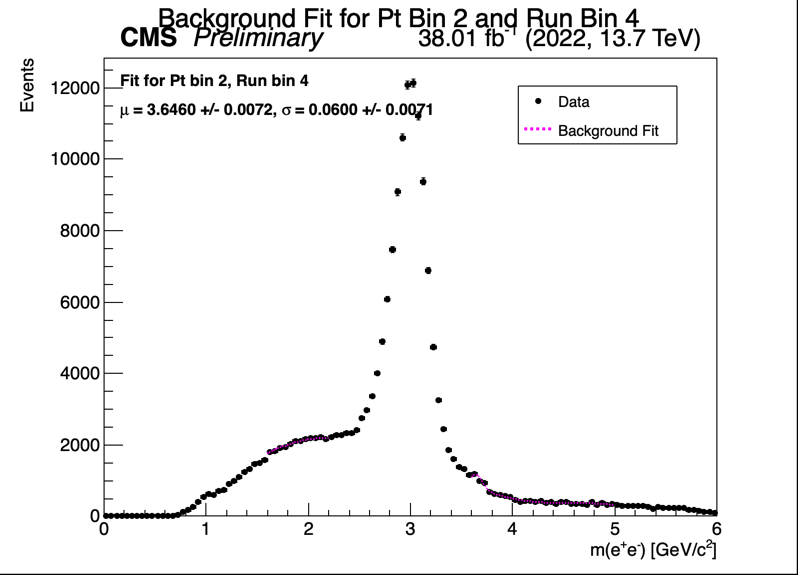 Background Fit for Pt Bin 2 and Run Bin 4
CMS Preliminary 38.01 fb⁻¹ (2022, 13.7 TeV)
Events
Fit for Pt bin 2, Run bin 4
μ = 3.6460 +/- 0.0072, σ = 0.0600 +/- 0.0071
Data
Background Fit
12000
10000
8000
6000
4000
2000
0
0 1 2 3 4 5 6
m(e⁺e⁻) [GeV/c²]